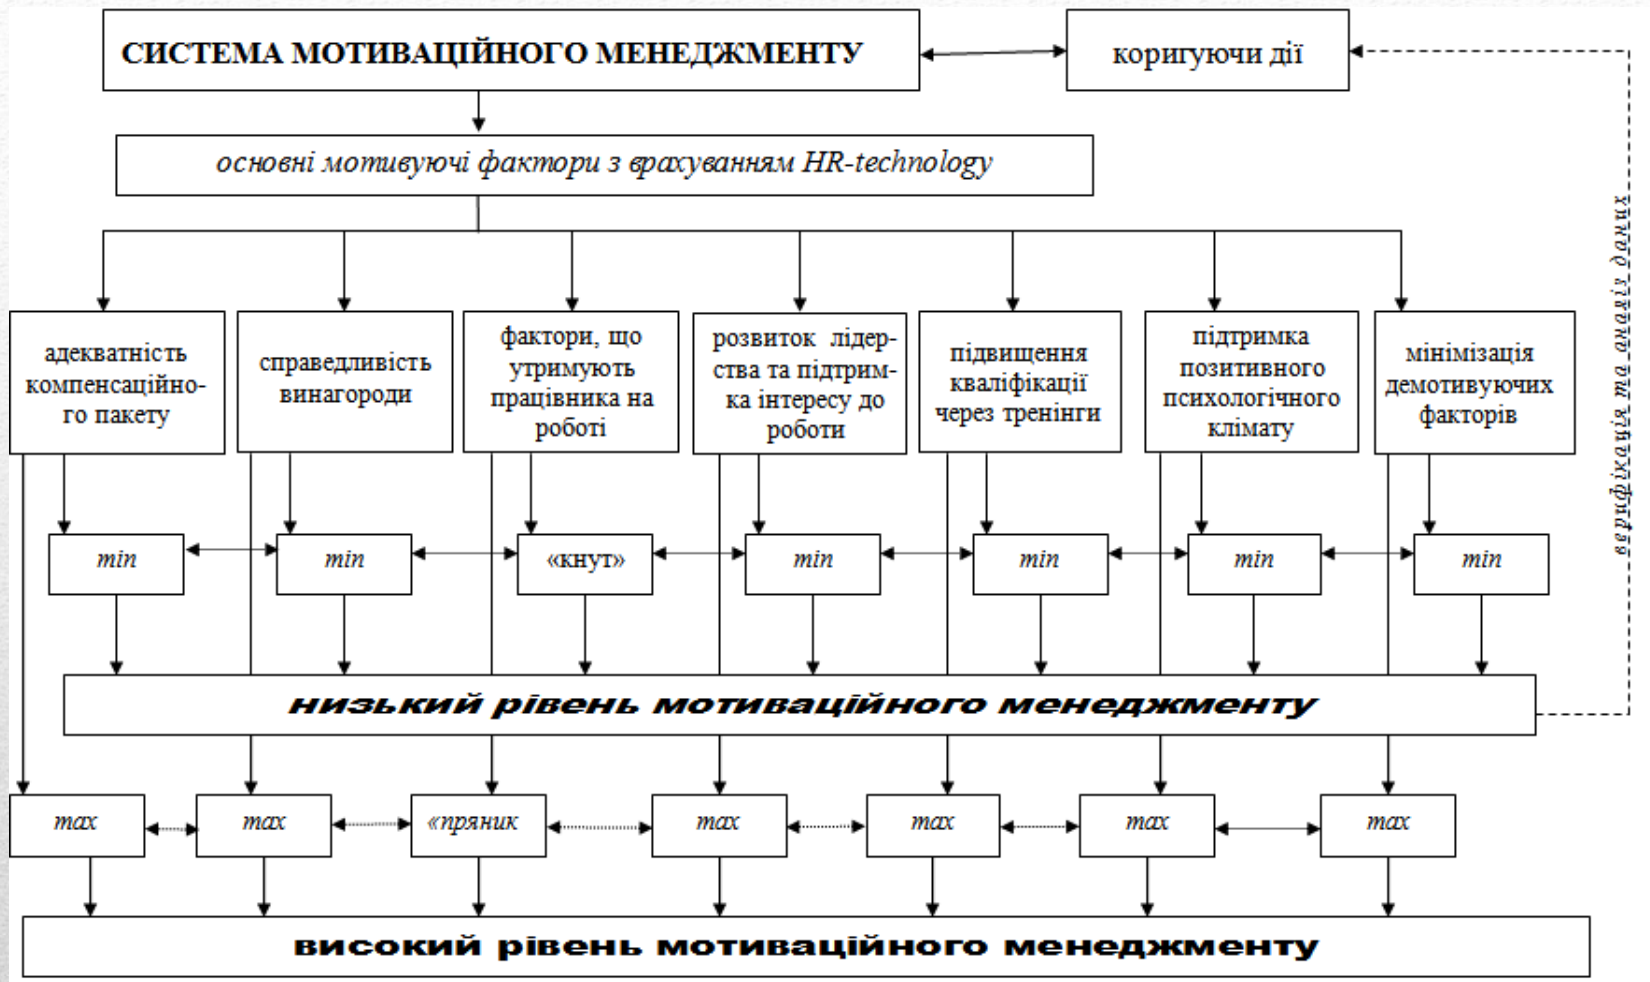 СИСТЕМА МОТИВАЦІЙНОГО МЕНЕДЖМЕНТУ
коригуючи дії
основні мотивуючі фактори з врахуванням HR-technology
адекватність
компенсаційно-
го пакету
справедливість
винагороди
фактори, що
утримують
працівника на
роботі
розвиток лідер-
ства та підтрим-
ка інтересу до
роботи
підвищення
кваліфікації
через тренінги
підтримка
позитивного
психологічного
клімату
мінімізація
демотивуючих
факторів
верифікація та аналіз даних
min
min
«кнут»
min
min
min
min
низький рівень мотиваційного менеджменту
max
max
«пряник
max
max
max
max
високий рівень мотиваційного менеджменту